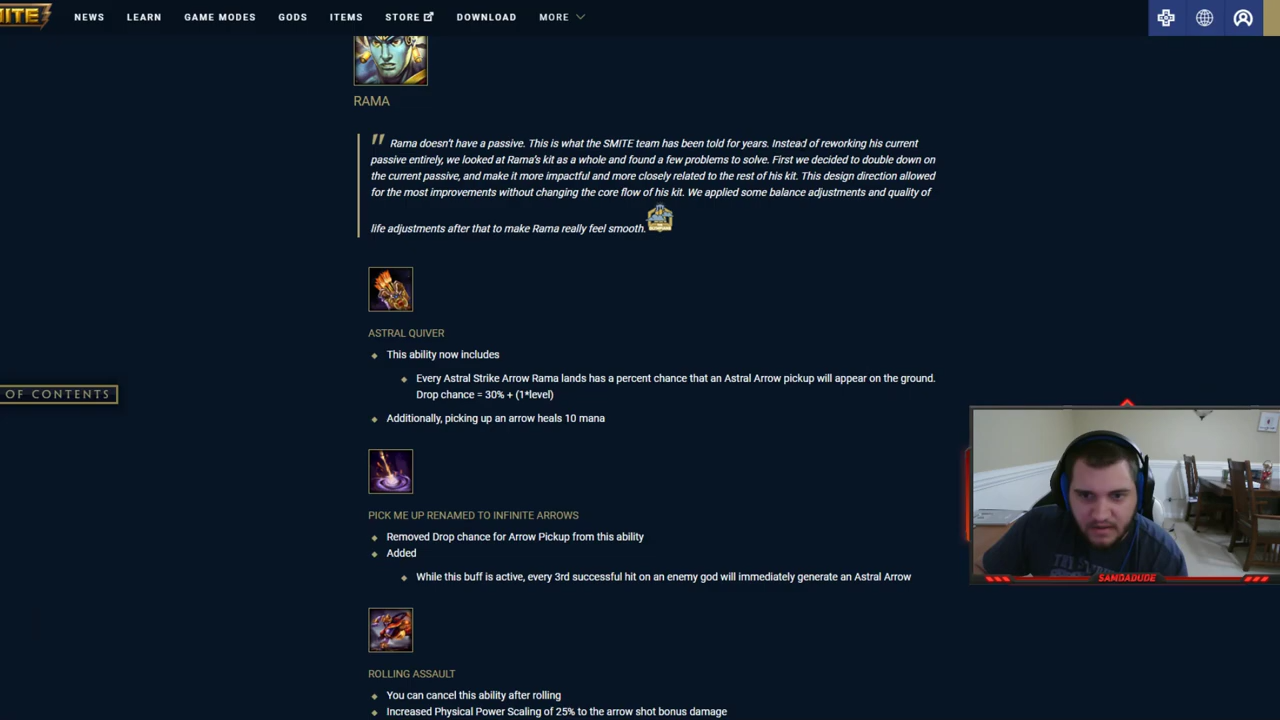 NEWS LEARN GAME MODES GODS ITEMS STORE DOWNLOAD MORE
RAMA
" Rama doesn't have a passive. This is what the SMITE team has been told for years. Instead of reworking his current
passive entirely, we looked at Rama's kit as a whole and found a few problems to solve. First we decided to double down on
the current passive, and make it more impactful and more closely related to the rest of his kit. This design direction allowed
for the most improvements without changing the core flow of his kit. We applied some balance adjustments and quality of
life adjustments after that to make Rama really feel smooth.
ASTRAL QUIVER
This ability now includes
Every Astral Strike Arrow Rama lands has a percent chance that an Astral Arrow pickup will appear on the ground.
Drop chance = 30% + (1*level)
OF CONTENTS
Additionally, picking up an arrow heals 10 mana
PICK ME UP RENAMED TO INFINITE ARROWS
Removed Drop chance for Arrow Pickup from this ability
Added
While this buff is active, every 3rd successful hit on an enemy god will immediately generate an Astral Arrow
SAMDADUDE
ROLLING ASSAULT
You can cancel this ability after rolling
Increased Physical Power Scaling of 25% to the arrow shot bonus damage